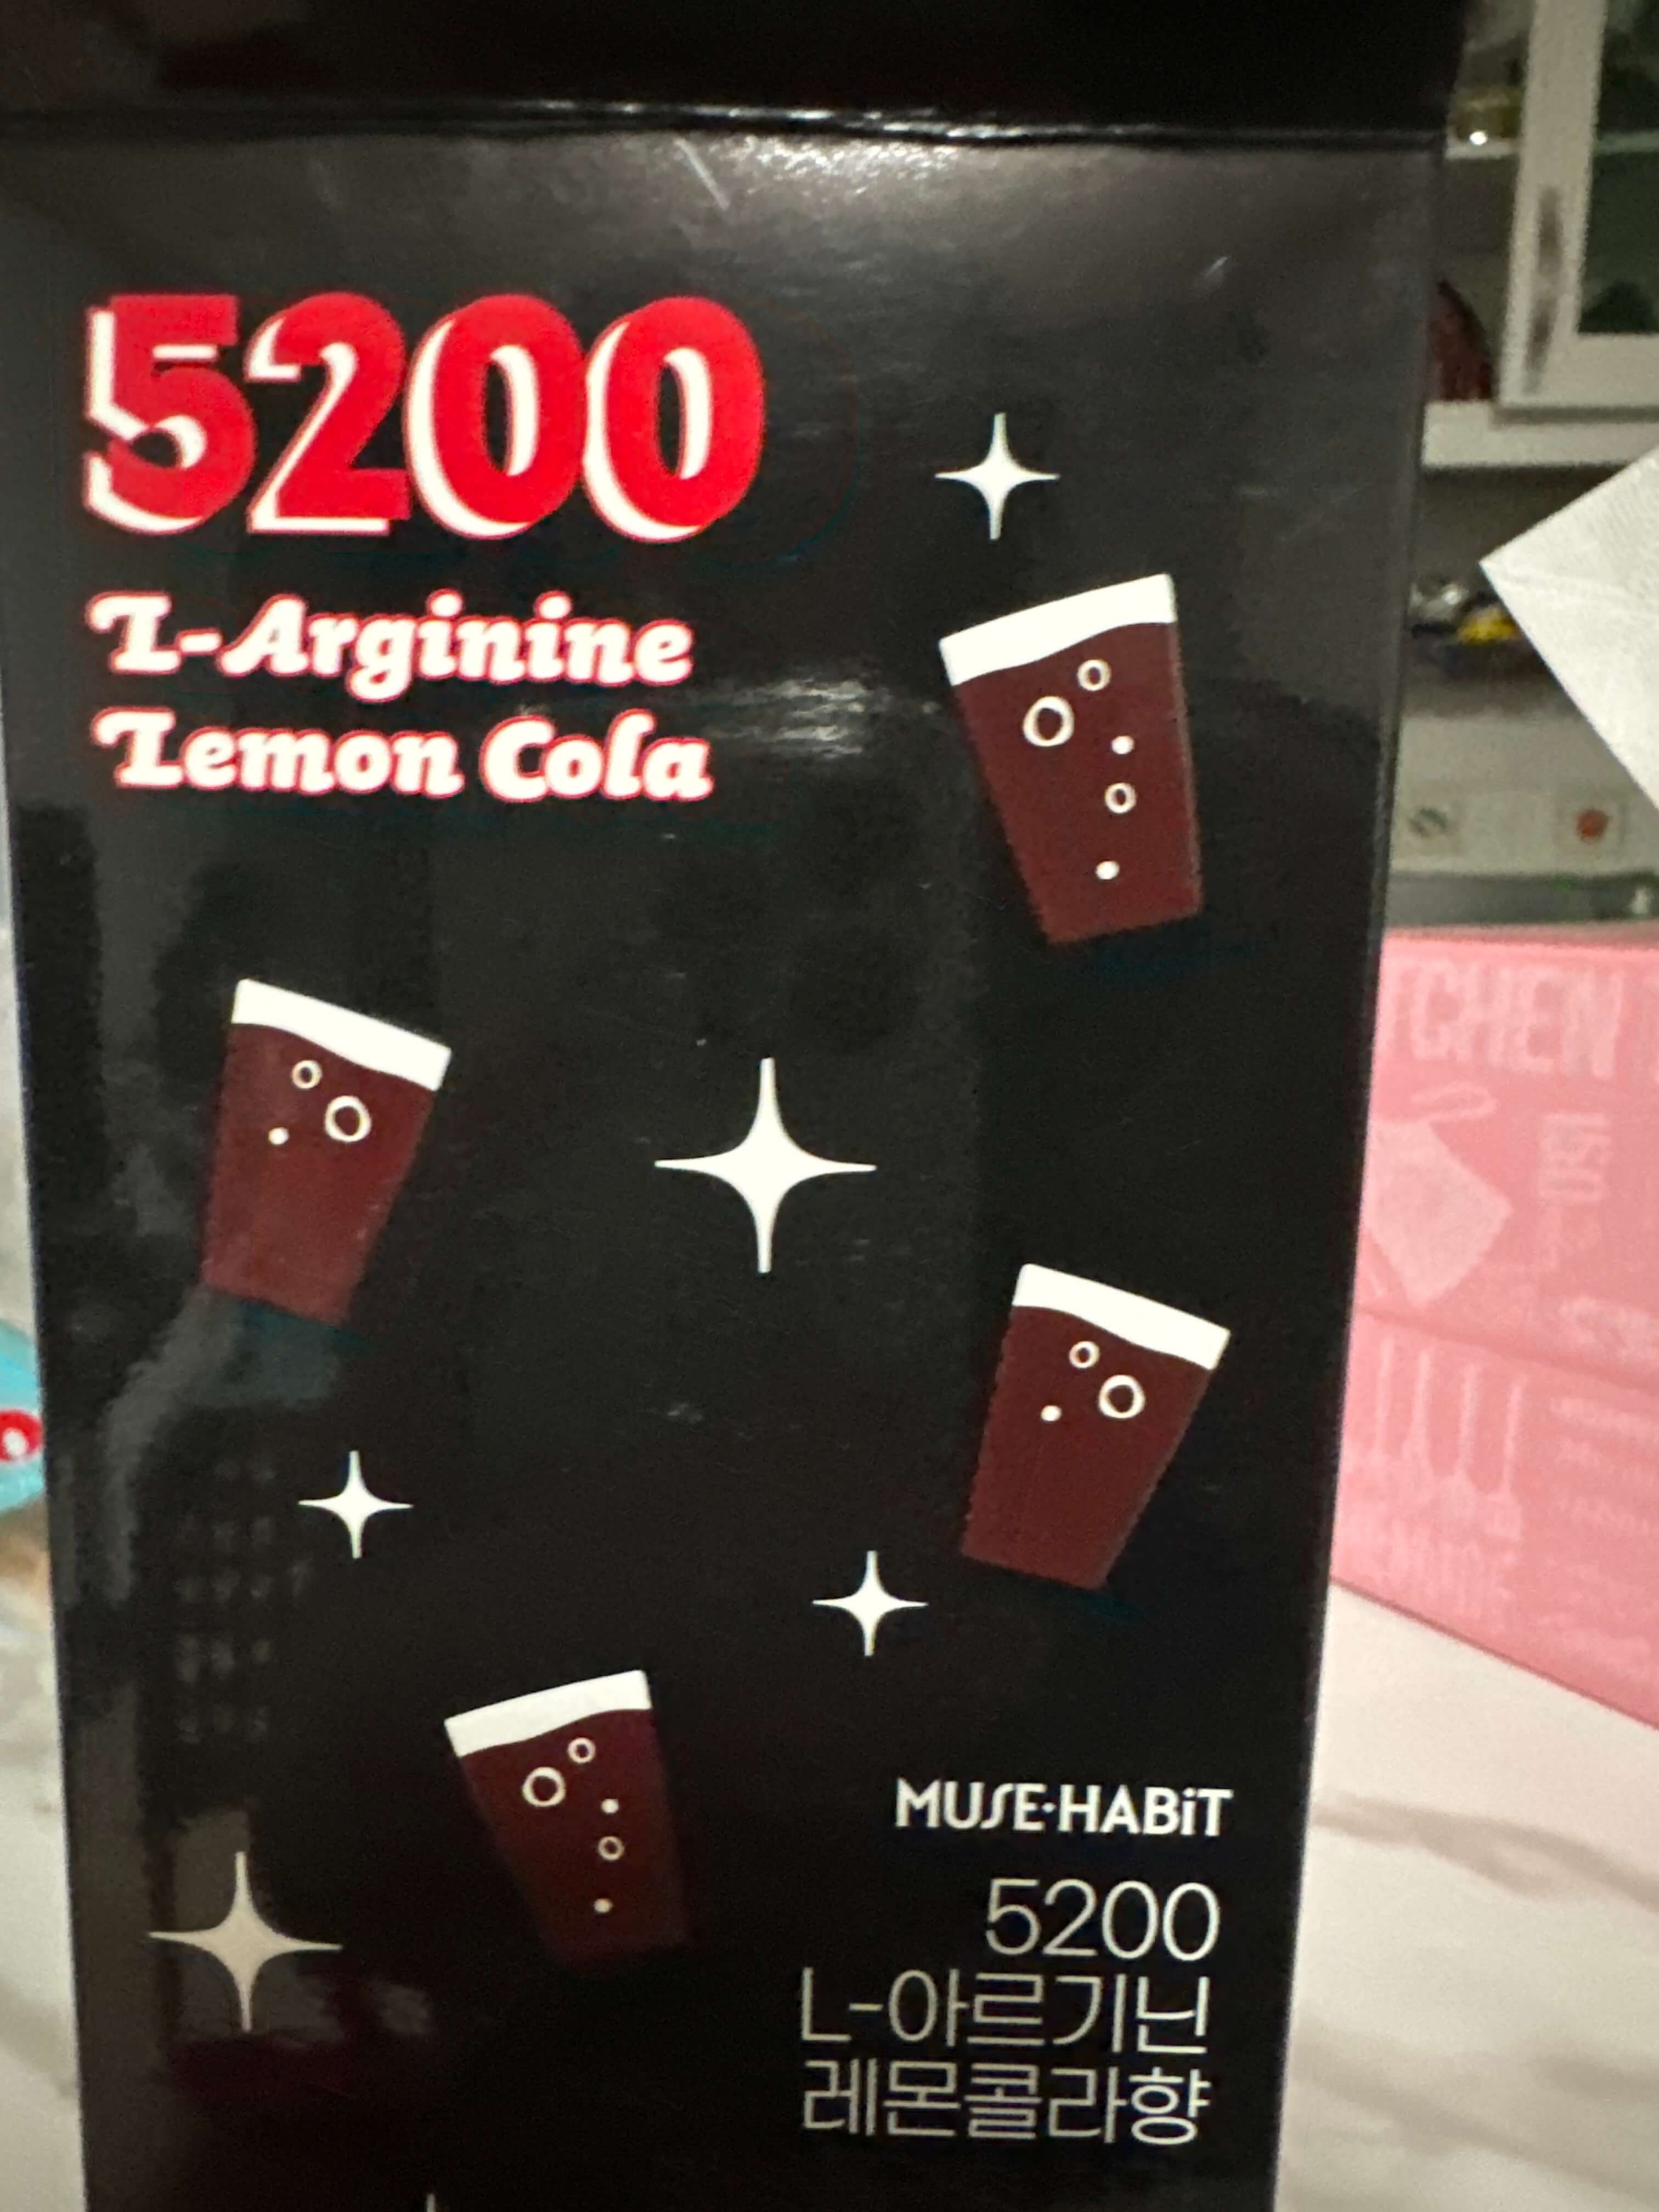 5200
L-Arginine
Lemon Cola
MUSE·HABiT
5200
L-아르기닌
레몬콜라향